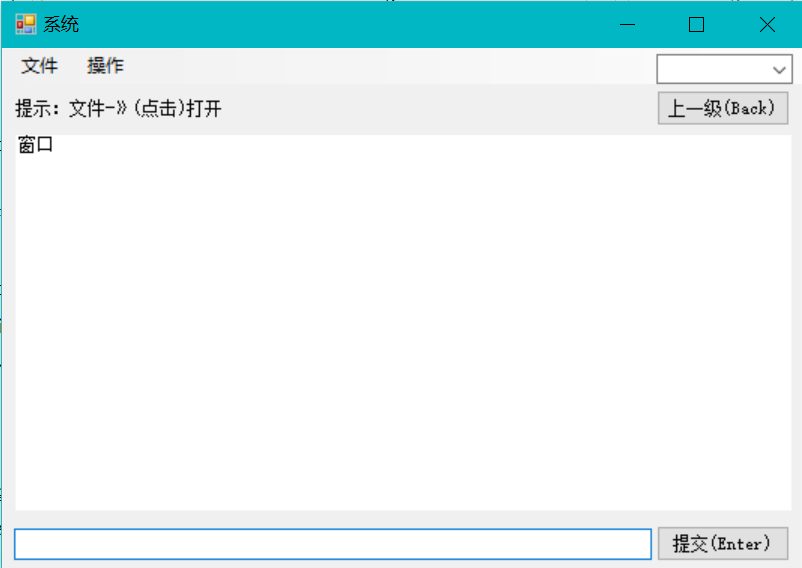 系统
文件 操作
提示：文件-》(点击)打开
上一级(Back)
窗口
提交(Enter)